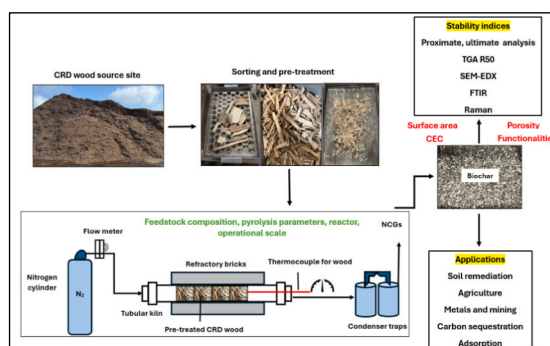 CRD wood source site
Sorting and pre-treatment
Stability indices
Proximate, ultimate analysis
TGA R50
SEM-EDX
FTIR
Raman
Surface area
CEC
Porosity
Functionalitie
Biochar
Feedstock composition, pyrolysis parameters, reactor,
operational scale
NCGs
Flow meter
Refractory bricks
Thermocouple for wood
Nitrogen
cylinder
N₂
Tubular kiln
Pre-treated CRD wood
Condenser traps
Applications
Soil remediation
Agriculture
Metals and mining
Carbon sequestration
Adsorption